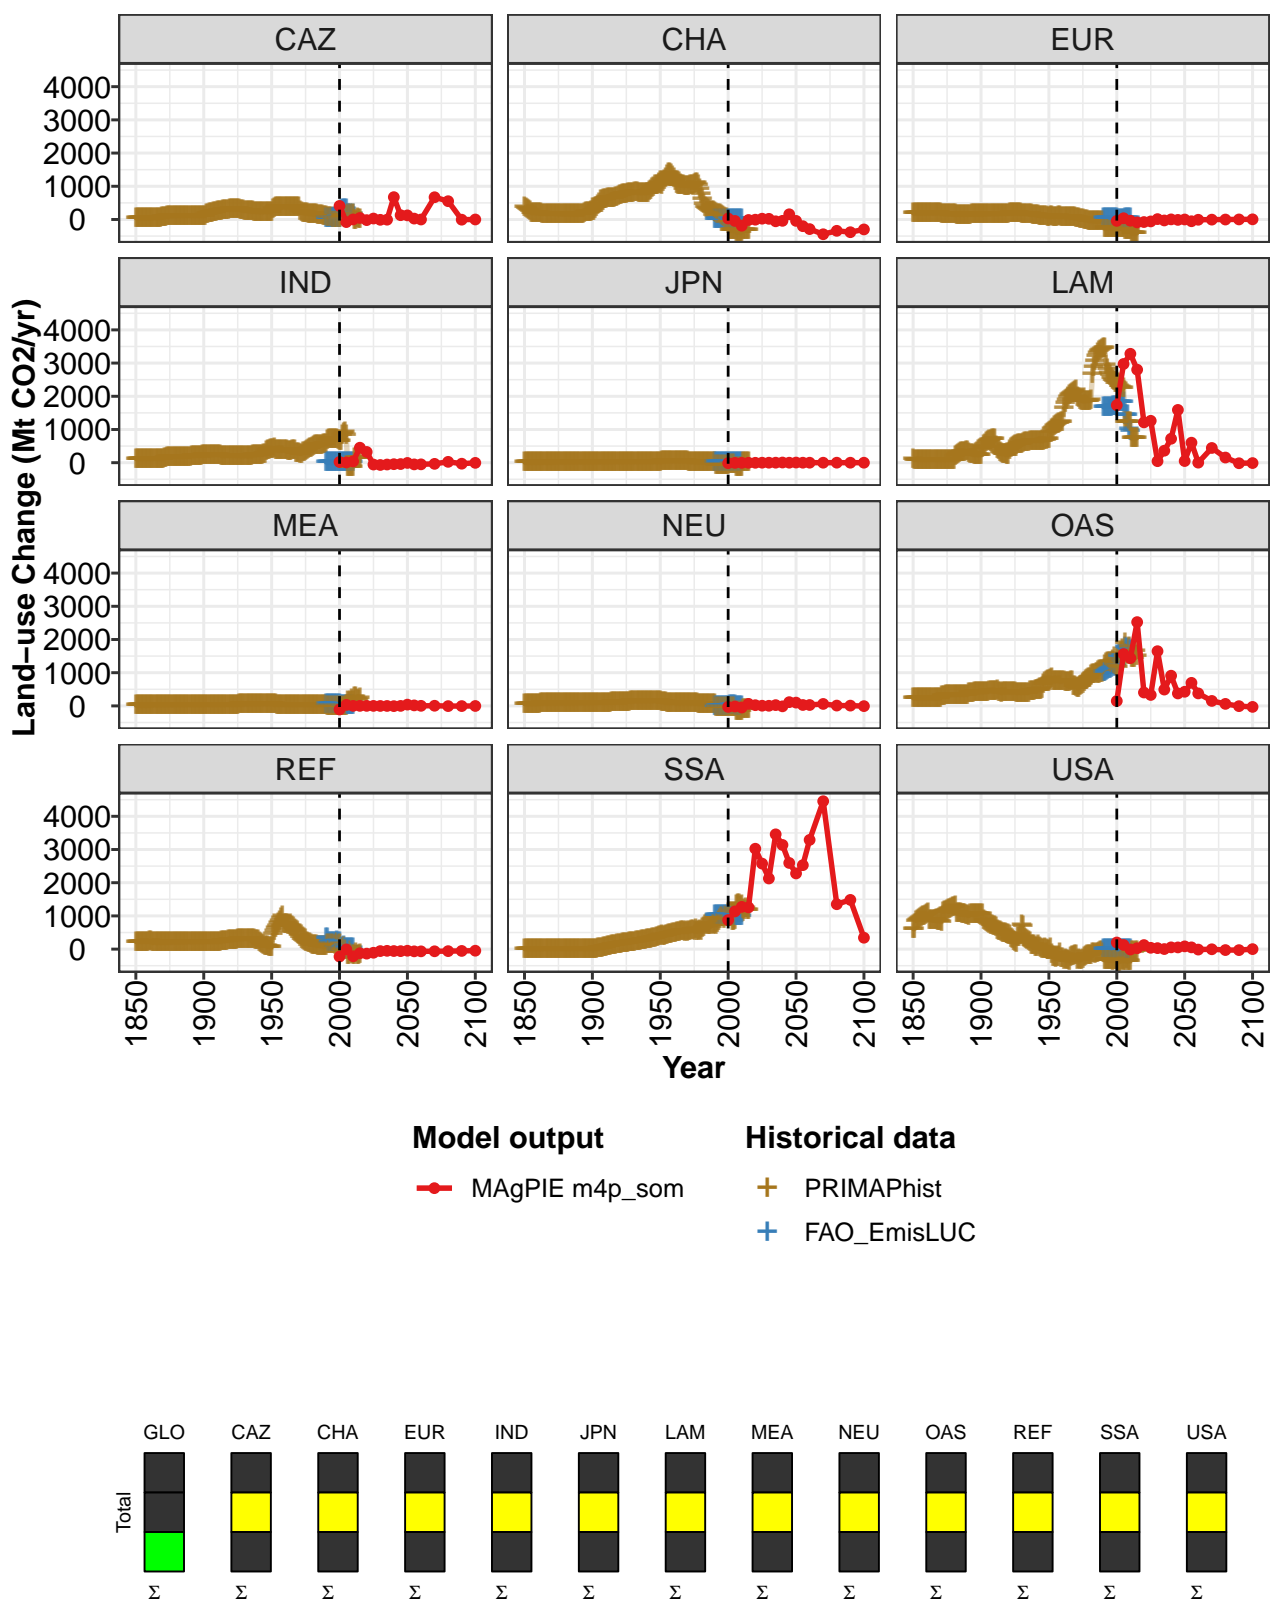 CAZ CHA EUR
4000
3000
2000
1000
0
IND JPN LAM
4000
3000
2000
1000
0
MEA NEU OAS
4000
3000
2000
1000
0
REF SSA USA
4000
3000
2000
1000
0
Land−use Change (Mt CO2/yr)
1850 1900 1950 2000 2050 2100 1850 1900 1950 2000 2050 2100 1850 1900 1950 2000 2050 2100
Year
Model output Historical data
MAgPIE m4p_som PRIMAPhist
FAO_EmisLUC
GLO CAZ CHA EUR IND JPN LAM MEA NEU OAS REF SSA USA
Total
Σ Σ Σ Σ Σ Σ Σ Σ Σ Σ Σ Σ Σ